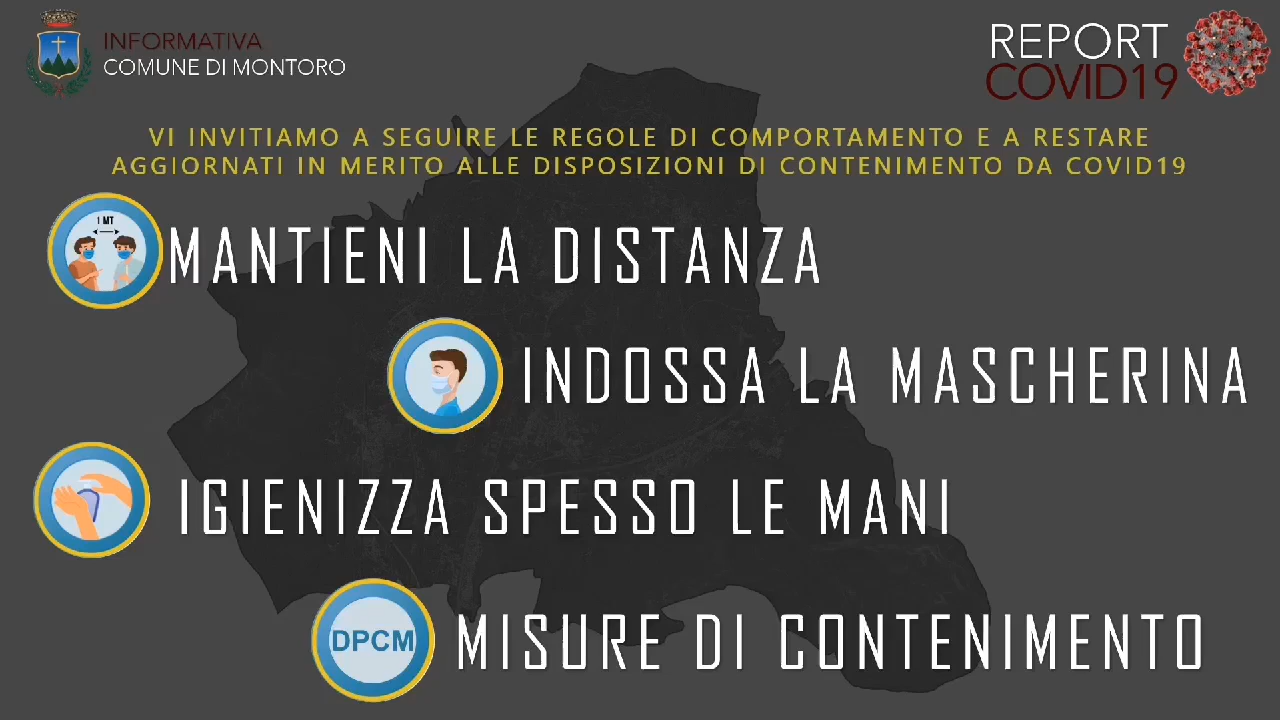 INFORMATIVA
COMUNE DI MONTORO
REPORT
COVID19
VI INVITIAMO A SEGUIRE LE REGOLE DI COMPORTAMENTO E A RESTARE
AGGIORNATI IN MERITO ALLE DISPOSIZIONI DI CONTENIMENTO DA COVID19
1 MT
MANTIENI LA DISTANZA
INDOSSA LA MASCHERINA
IGIENIZZA SPESSO LE MANI
DPCM
MISURE DI CONTENIMENTO